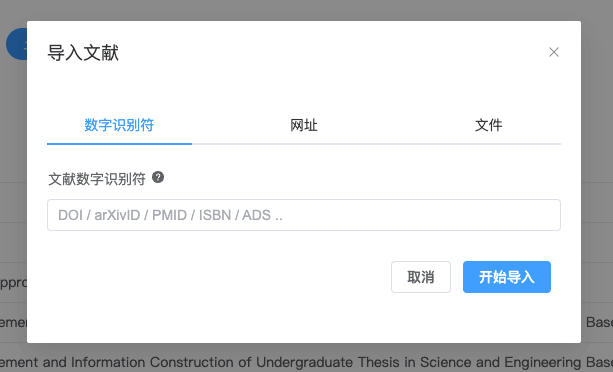 导入文献
数字识别符
网址
文件
文献数字识别符 ?
DOI / arXivID / PMID / ISBN / ADS ..
取消
开始导入
Appro
ement
Base
ement and Information Construction of Undergraduate Thesis in Science and Engineering Base